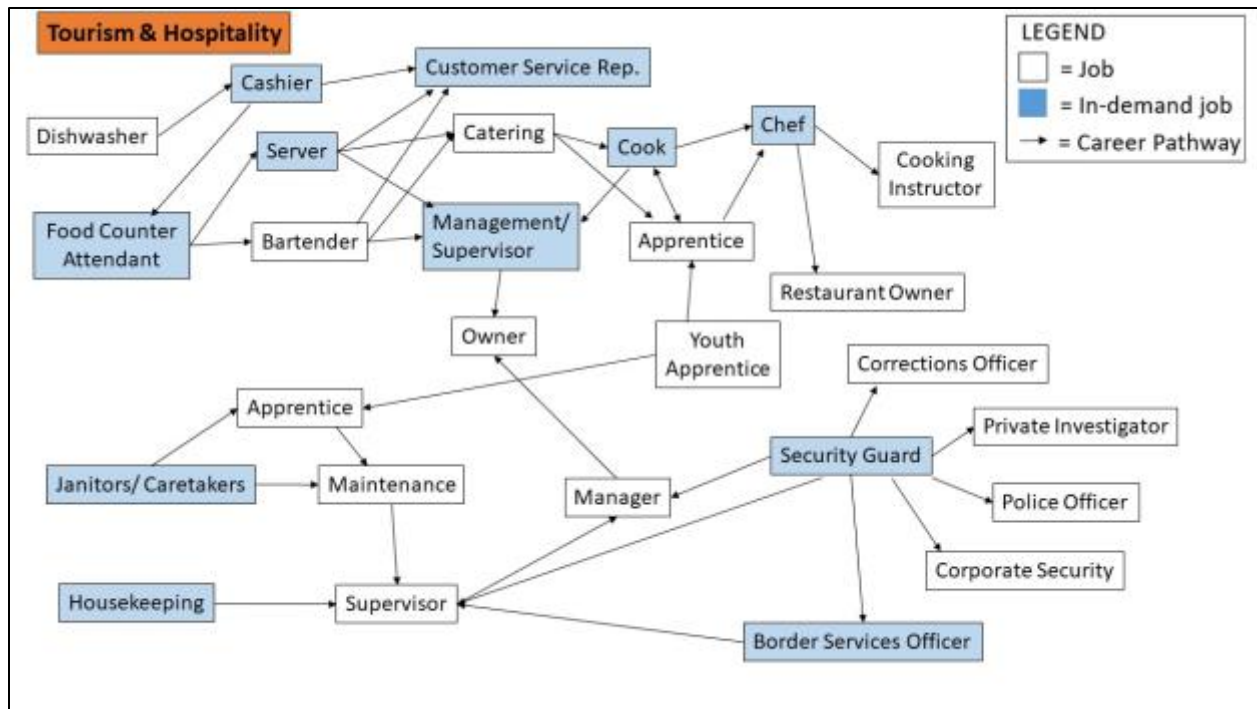 Tourism & Hospitality
LEGEND
= Job
= In-demand job
= Career Pathway
Cashier
Customer Service Rep.
Dishwasher
Server
Catering
Cook
Chef
Cooking
Instructor
Food Counter
Attendant
Bartender
Management/
Supervisor
Apprentice
Restaurant Owner
Owner
Youth
Apprentice
Corrections Officer
Apprentice
Private Investigator
Security Guard
Janitors/ Caretakers
Maintenance
Manager
Police Officer
Corporate Security
Housekeeping
Supervisor
Border Services Officer